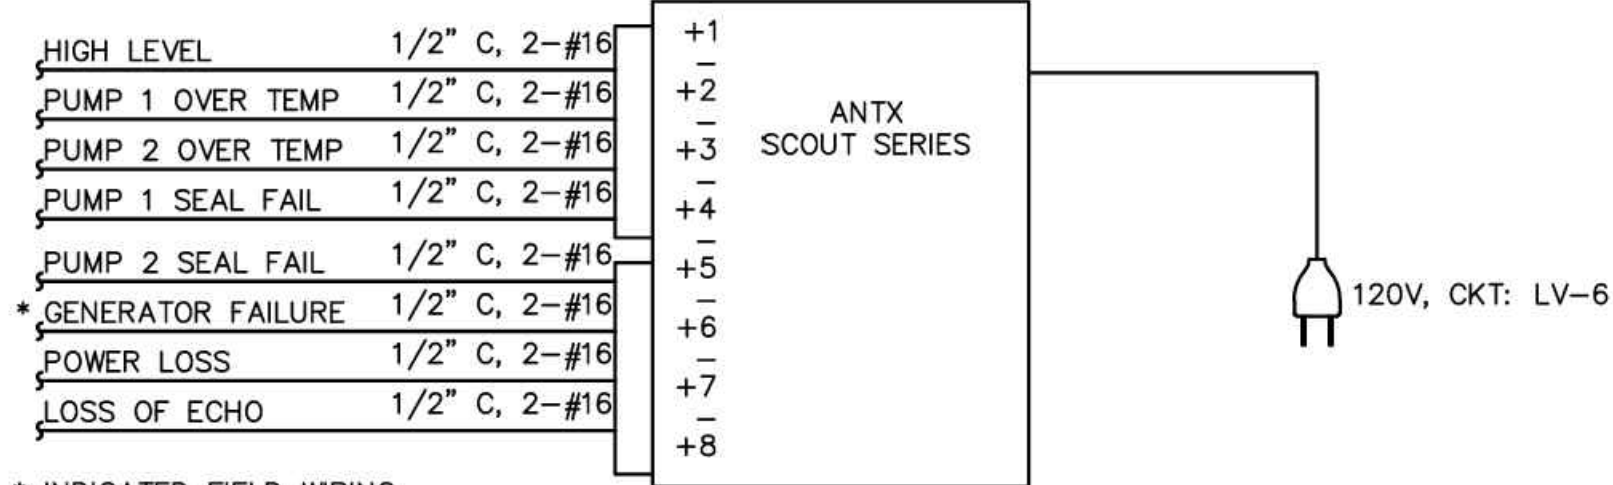 HIGH LEVEL 1/2" C, 2-#16
PUMP 1 OVER TEMP 1/2" C, 2-#16
PUMP 2 OVER TEMP 1/2" C, 2-#16
PUMP 1 SEAL FAIL 1/2" C, 2-#16
PUMP 2 SEAL FAIL 1/2" C, 2-#16
* GENERATOR FAILURE 1/2" C, 2-#16
POWER LOSS 1/2" C, 2-#16
LOSS OF ECHO 1/2" C, 2-#16
* INDICATED FIELD WIRING
+1
-
+2
-
+3
-
+4
-
+5
-
+6
-
+7
-
+8
ANTX
SCOUT SERIES
120V, CKT: LV-6